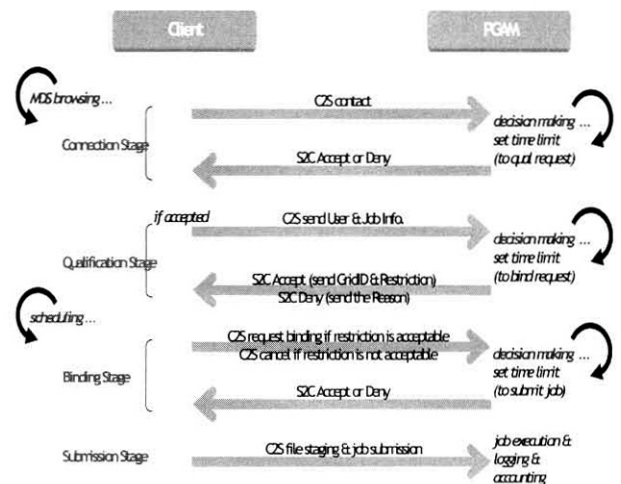 Client PGAM
MDS browsing ...
C2S contact
decision making ...
set time limit
(to qual request)
Connection Stage
S2C Accept or Deny
if accepted
C2S send User & Job Info.
decision making ...
set time limit
(to bind request)
Qualification Stage
S2C Accept (send GridID & Restriction)
S2C Deny (send the Reason)
scheduling ...
C2S request binding if restriction is acceptable
C2S cancel if restriction is not acceptable
decision making ...
set time limit
(to submit job)
Binding Stage
S2C Accept or Deny
Submission Stage
C2S file staging & job submission
job execution &
logging &
accounting